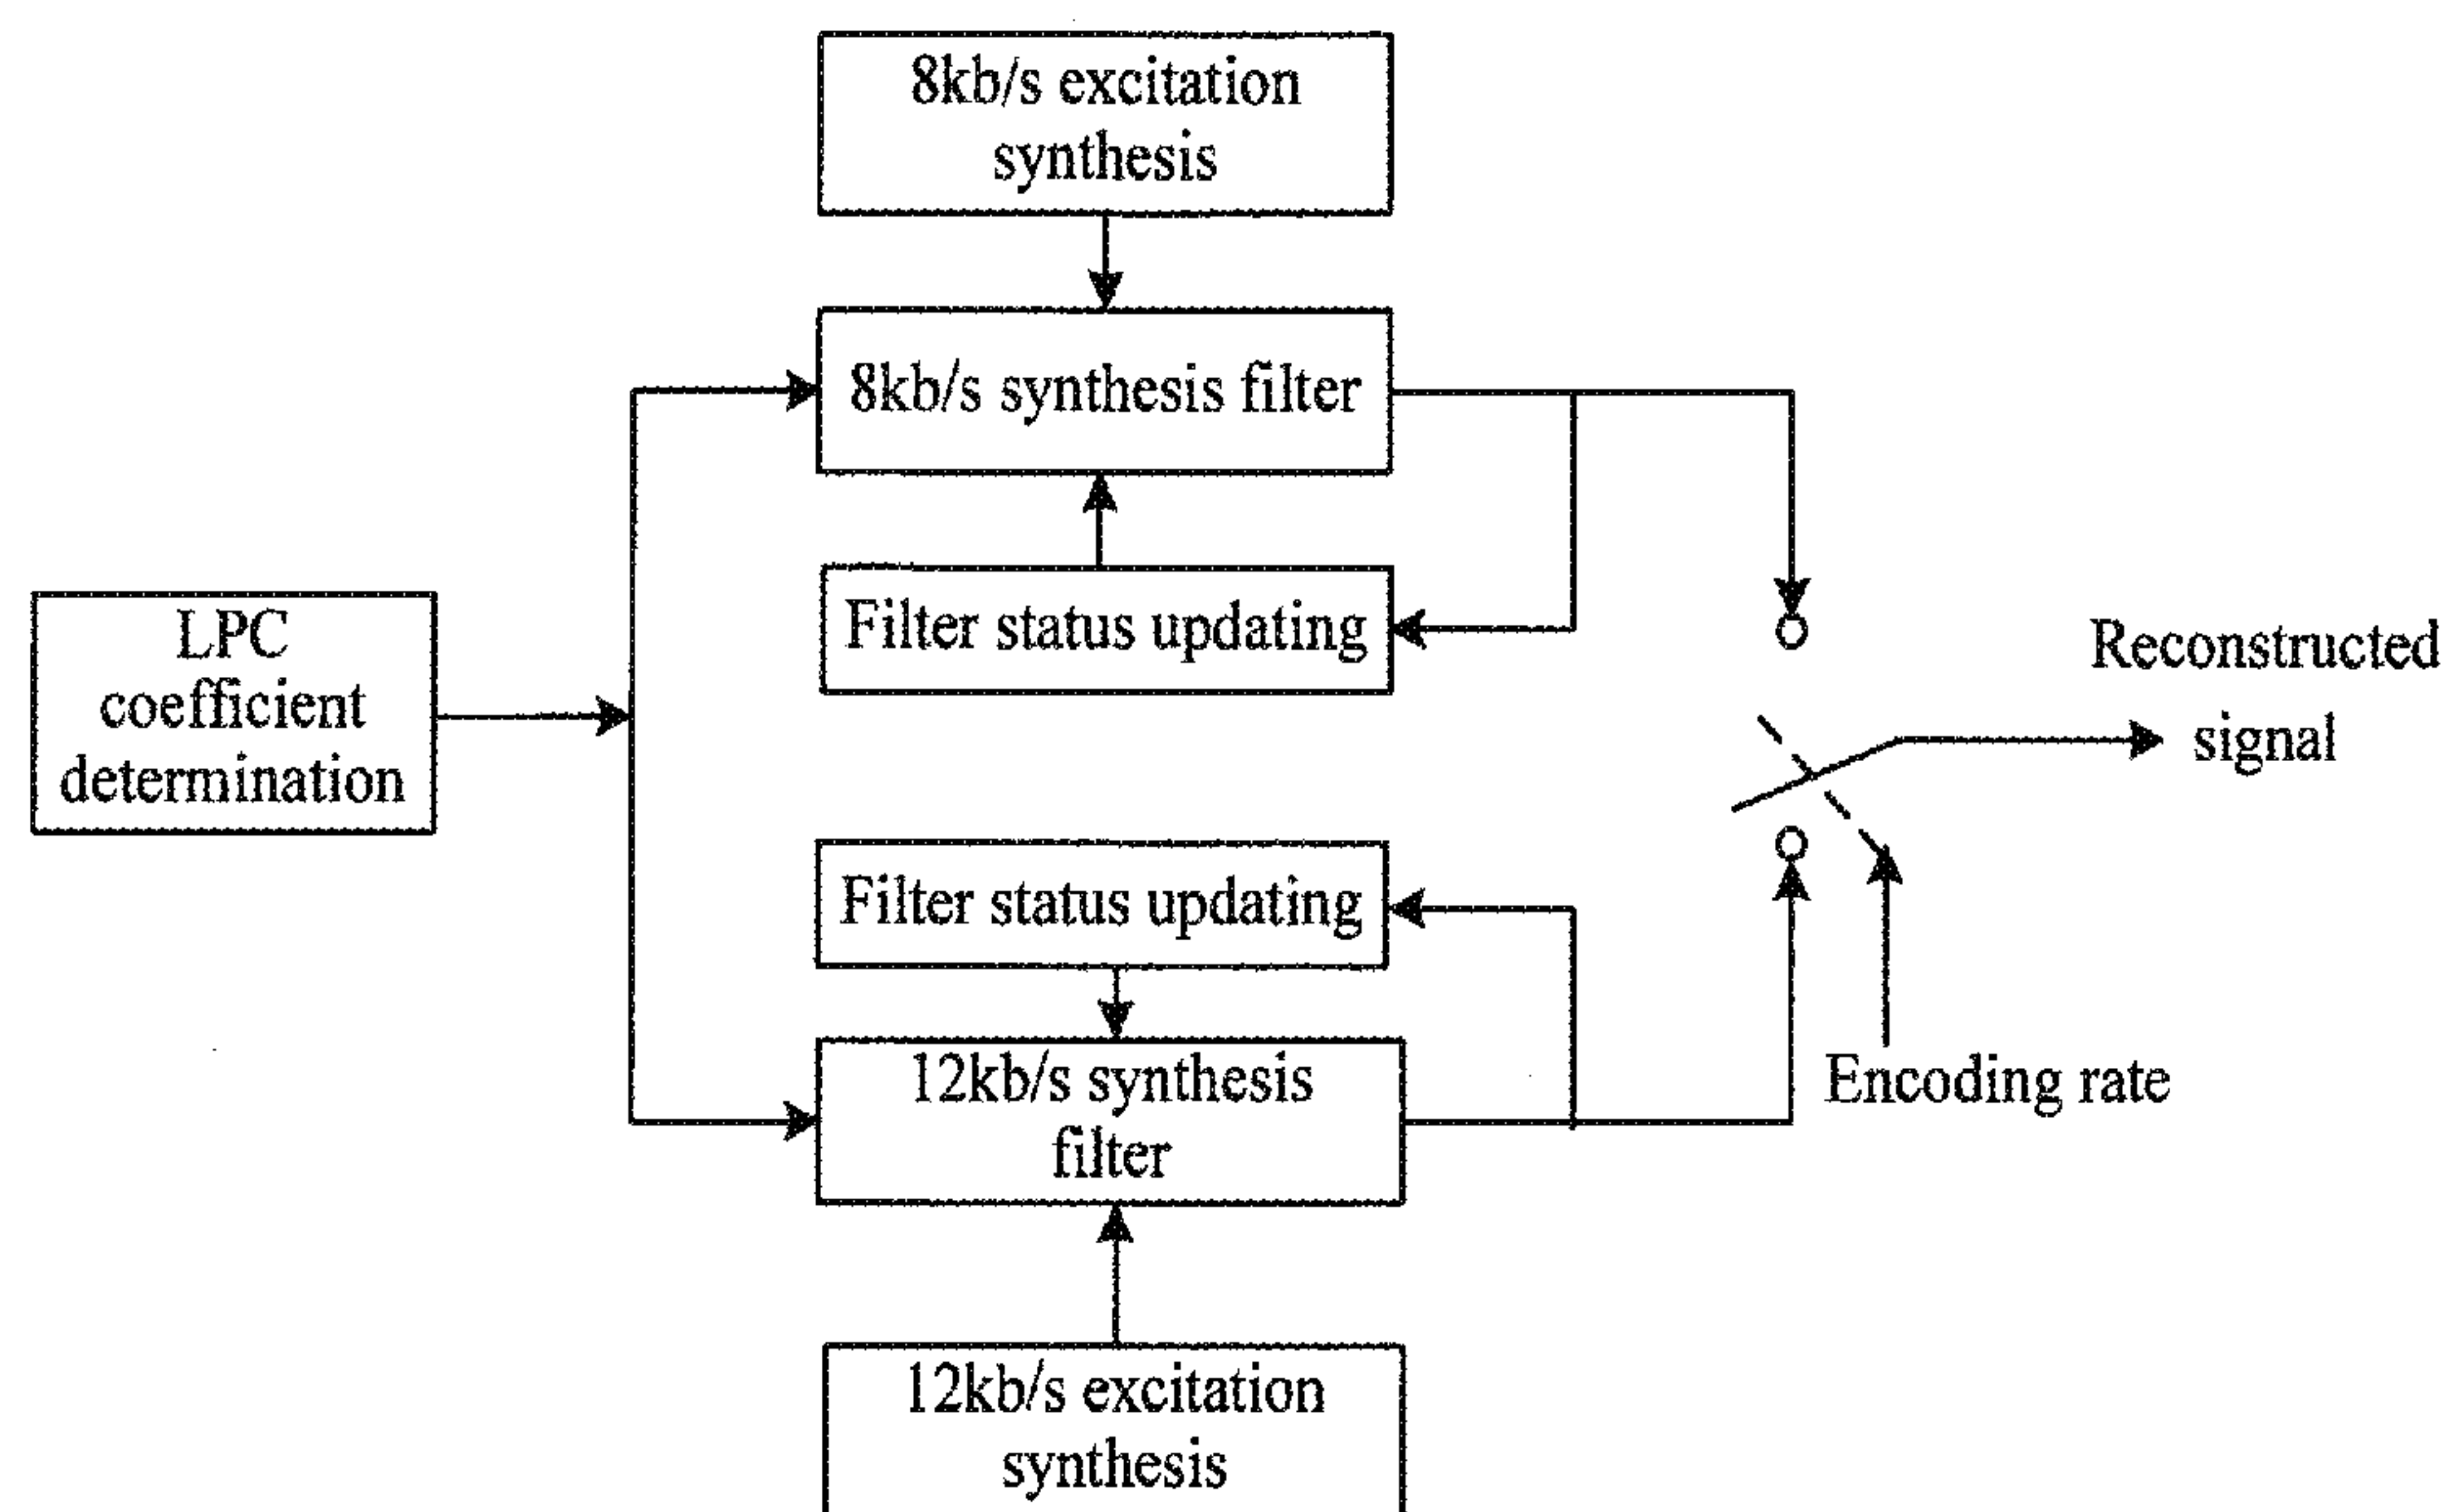 8kb/s excitation
synthesis
8kb/s synthesis filter
Filter status updating
LPC
coefficient
determination
Reconstructed
signal
Filter status updating
12kb/s synthesis
filter
Encoding rate
12kb/s excitation
synthesis